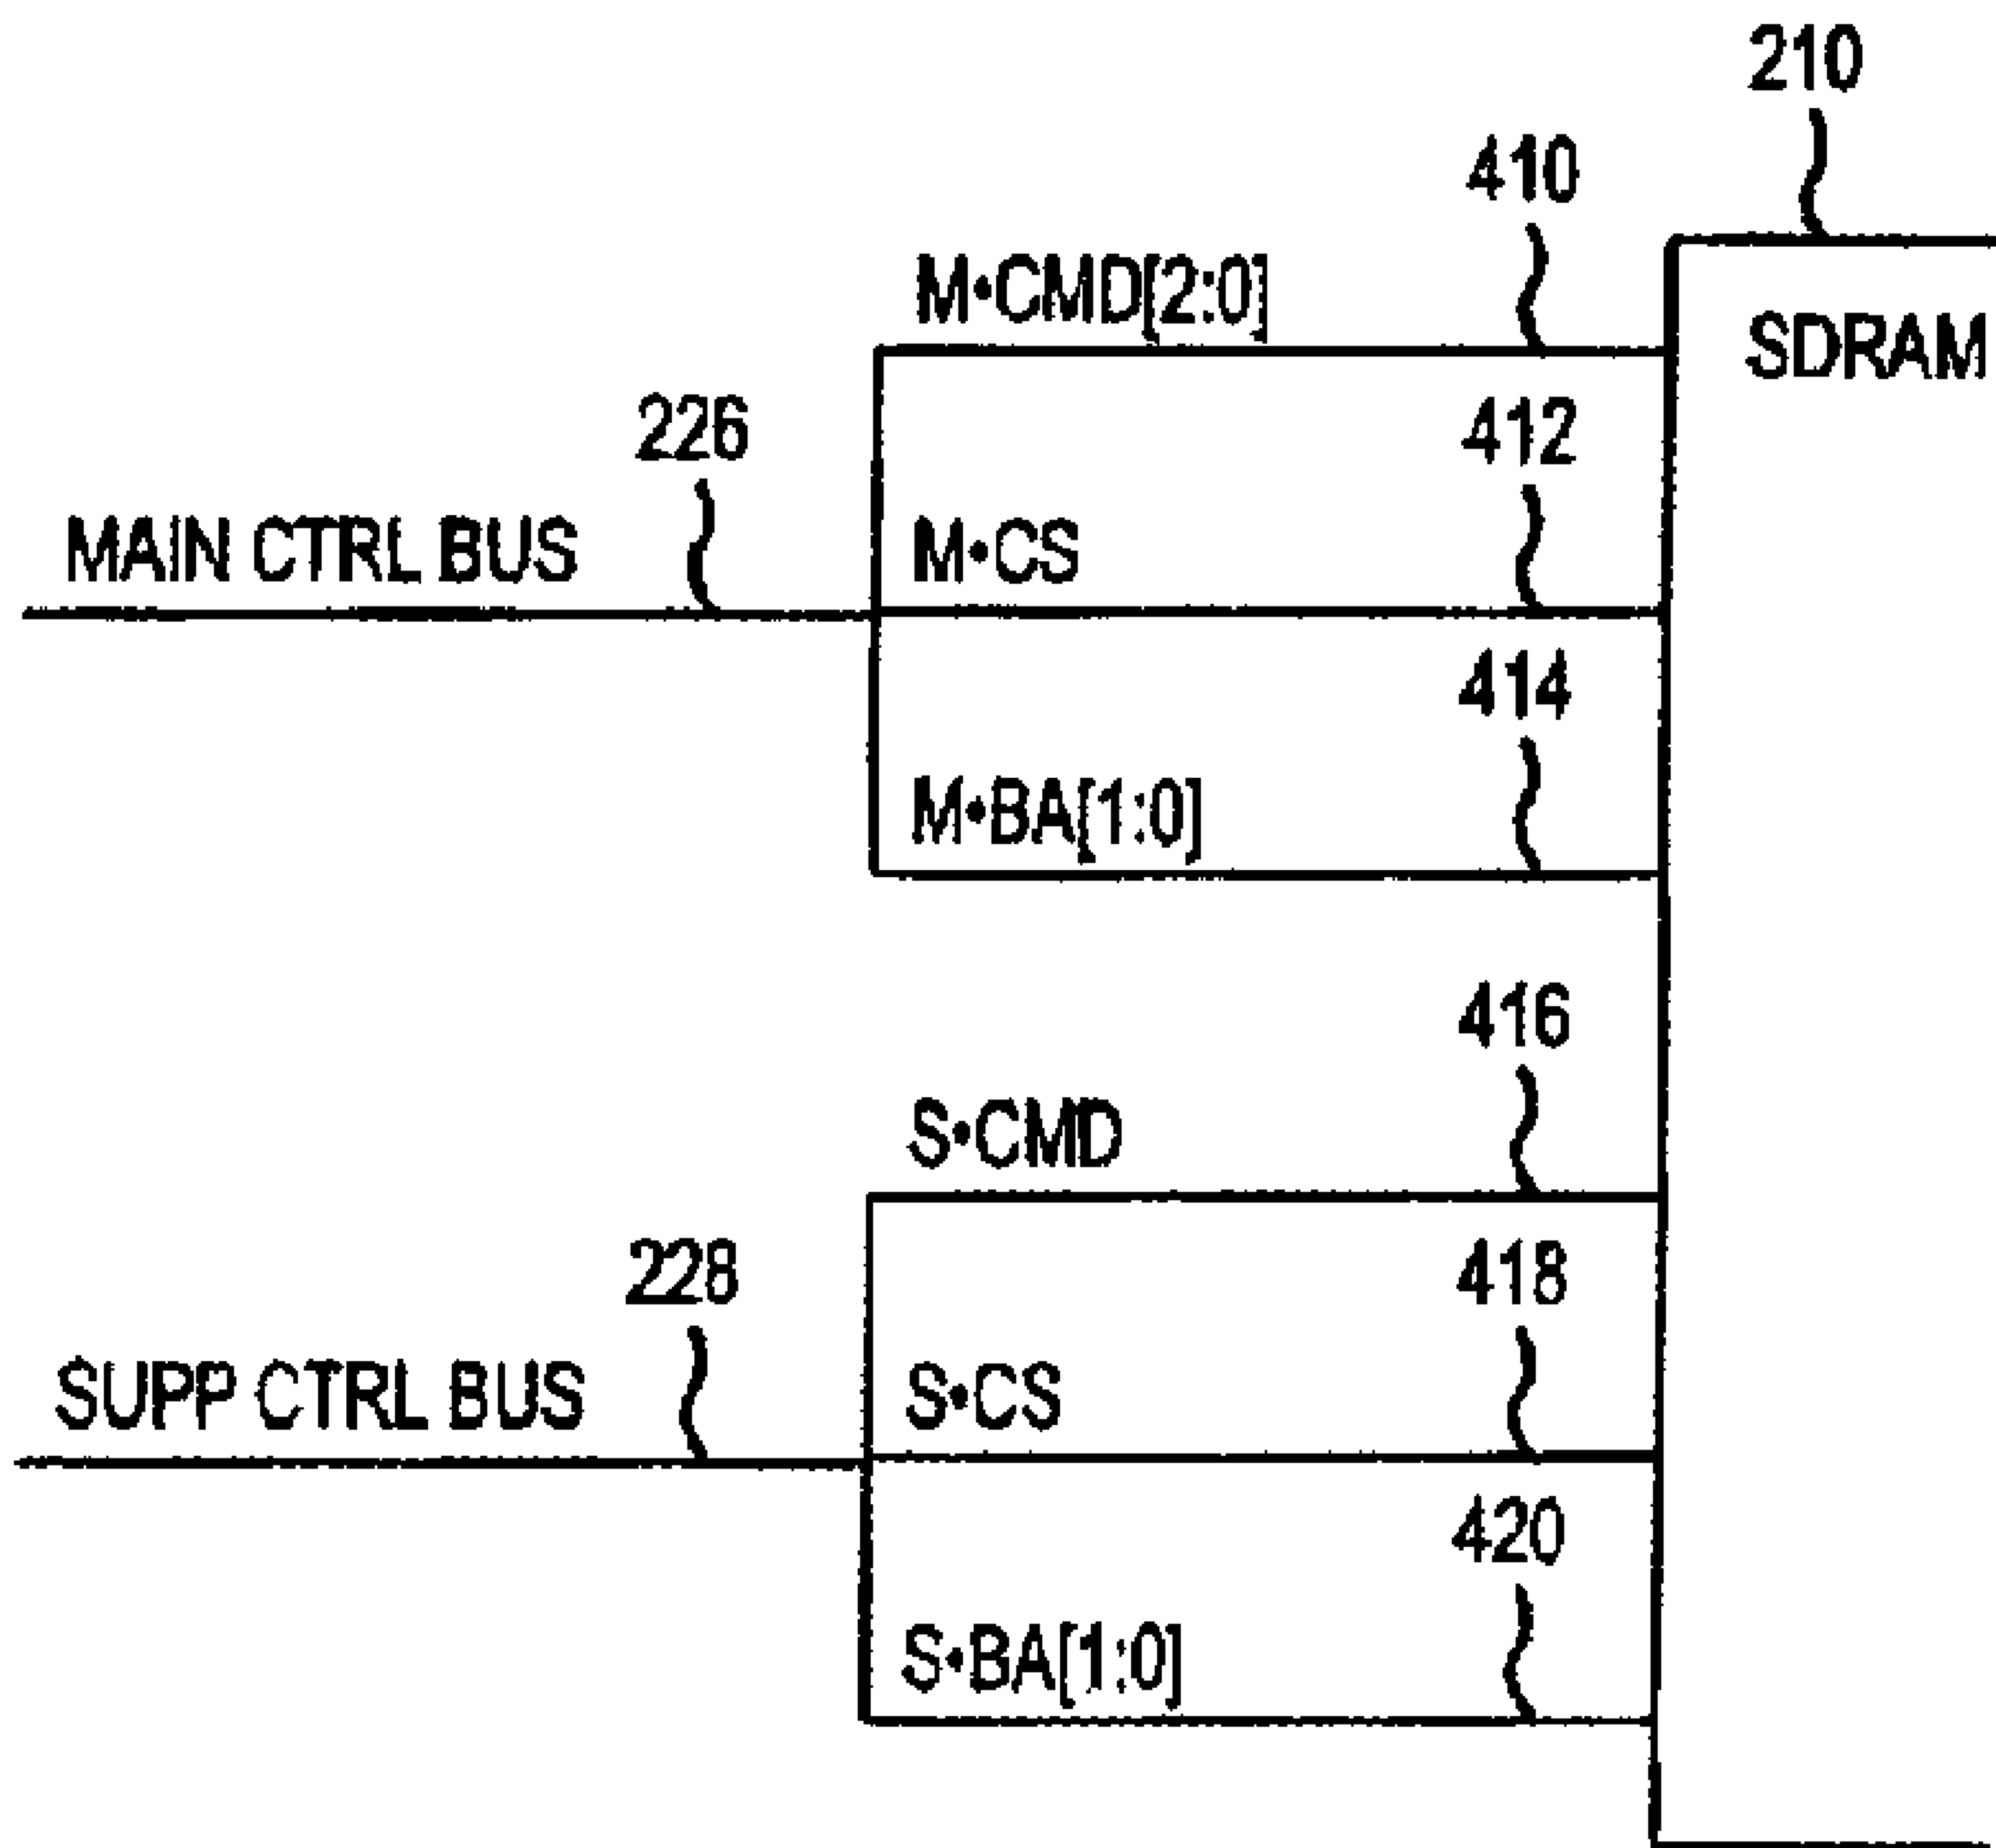 210
410
M•CMD[2:0]
SDRAM
226
412
MAIN CTRL BUS
M•CS
414
M•BA[1:0]
416
S•CMD
228
418
SUPP CTRL BUS
S•CS
420
S•BA[1:0]